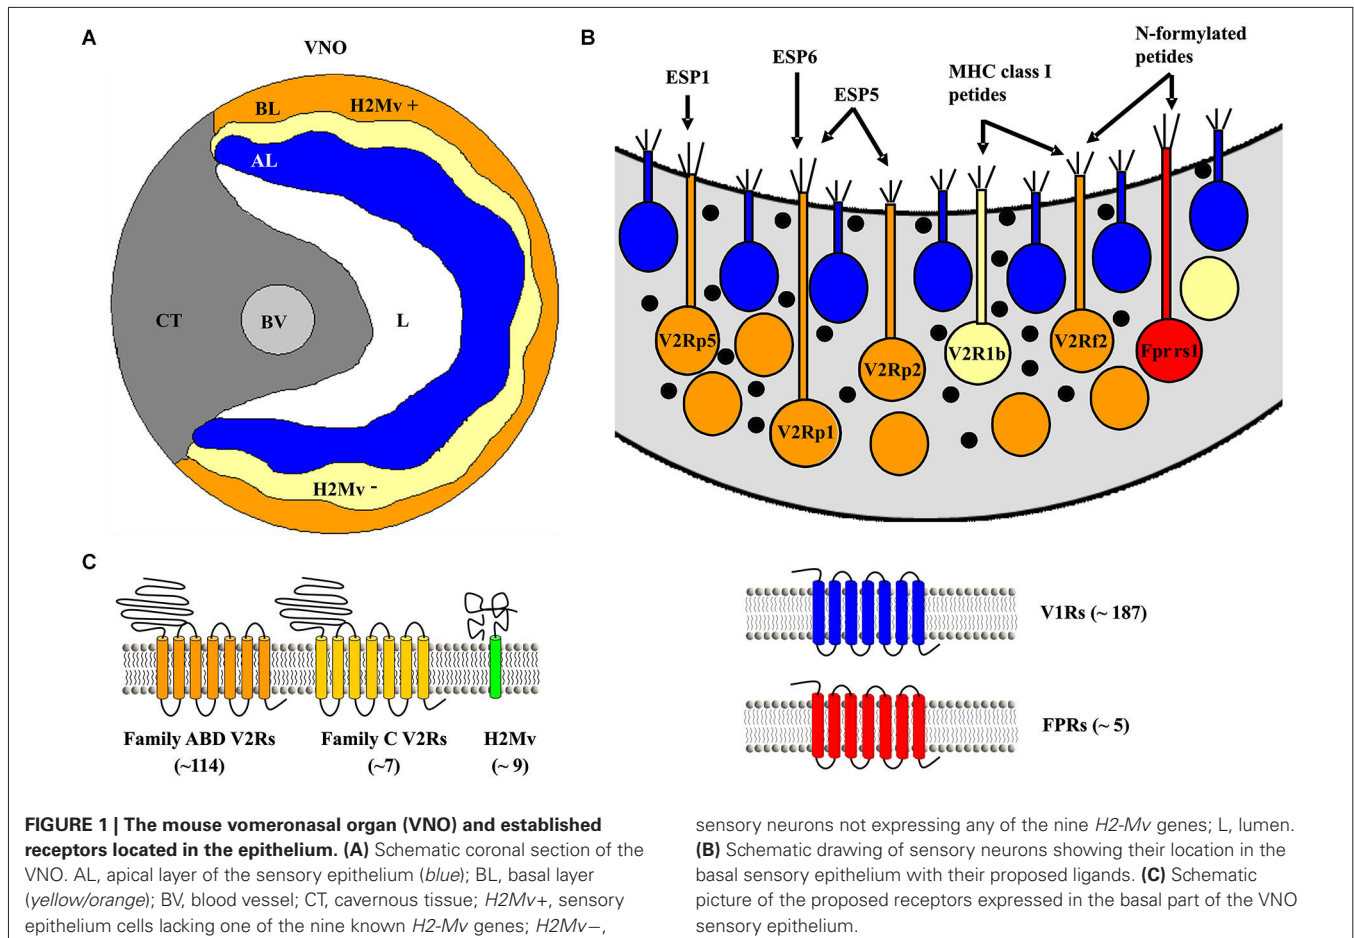 A
VNO
BL
H2Mv +
AL
CT
BV
L
H2Mv -
B
ESP1
ESP6
ESP5
MHC class I
petides
N-formylated
petides
V2Rp5
V2Rp1
V2Rp2
V2R1b
V2Rf2
Fpr rs1
C
Family ABD V2Rs
(~114)
Family C V2Rs
(~7)
H2Mv
(~ 9)
V1Rs (~ 187)
FPRs (~ 5)
FIGURE 1 | The mouse vomeronasal organ (VNO) and established
receptors located in the epithelium. (A) Schematic coronal section of the
VNO. AL, apical layer of the sensory epithelium (blue); BL, basal layer
(yellow/orange); BV, blood vessel; CT, cavernous tissue; H2Mv+, sensory
epithelium cells lacking one of the nine known H2-Mv genes; H2Mv−,
sensory neurons not expressing any of the nine H2-Mv genes; L, lumen.
(B) Schematic drawing of sensory neurons showing their location in the
basal sensory epithelium with their proposed ligands. (C) Schematic
picture of the proposed receptors expressed in the basal part of the VNO
sensory epithelium.